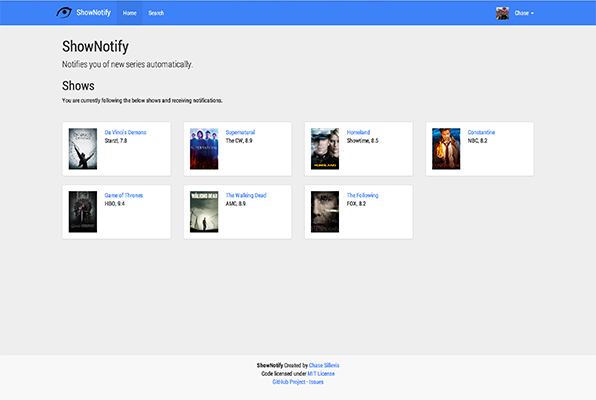 ShowNotify Home Search Chase
ShowNotify
Notifies you of new series automatically.
Shows
You are currently following the below shows and receiving notifications.
Da Vinci's Demons
Starz!, 7.8
Supernatural
The CW, 8.9
Homeland
Showtime, 8.5
Constantine
NBC, 8.2
Game of Thrones
HBO, 9.4
The Walking Dead
AMC, 8.9
WALKING DEAD
The Following
FOX, 8.2
ShowNotify Created by Chase Sillevis
Code licensed under MIT License
GitHub Project · Issues